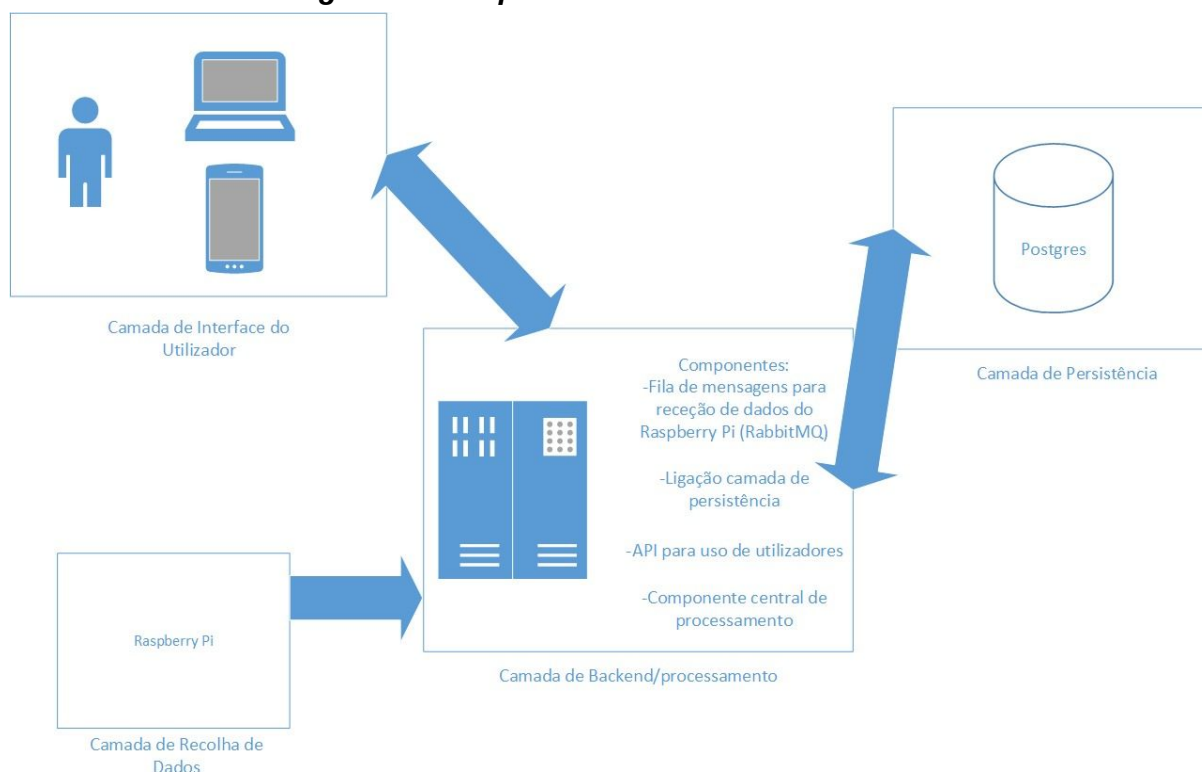 Camada de Interface do
Utilizador
Postgres
Camada de Persistência
Componentes:
-Fila de mensagens para
receção de dados do
Raspberry Pi (RabbitMQ)
-Ligação camada de
persistência
-API para uso de utilizadores
-Componente central de
processamento
Camada de Backend/processamento
Raspberry Pi
Camada de Recolha de
Dados